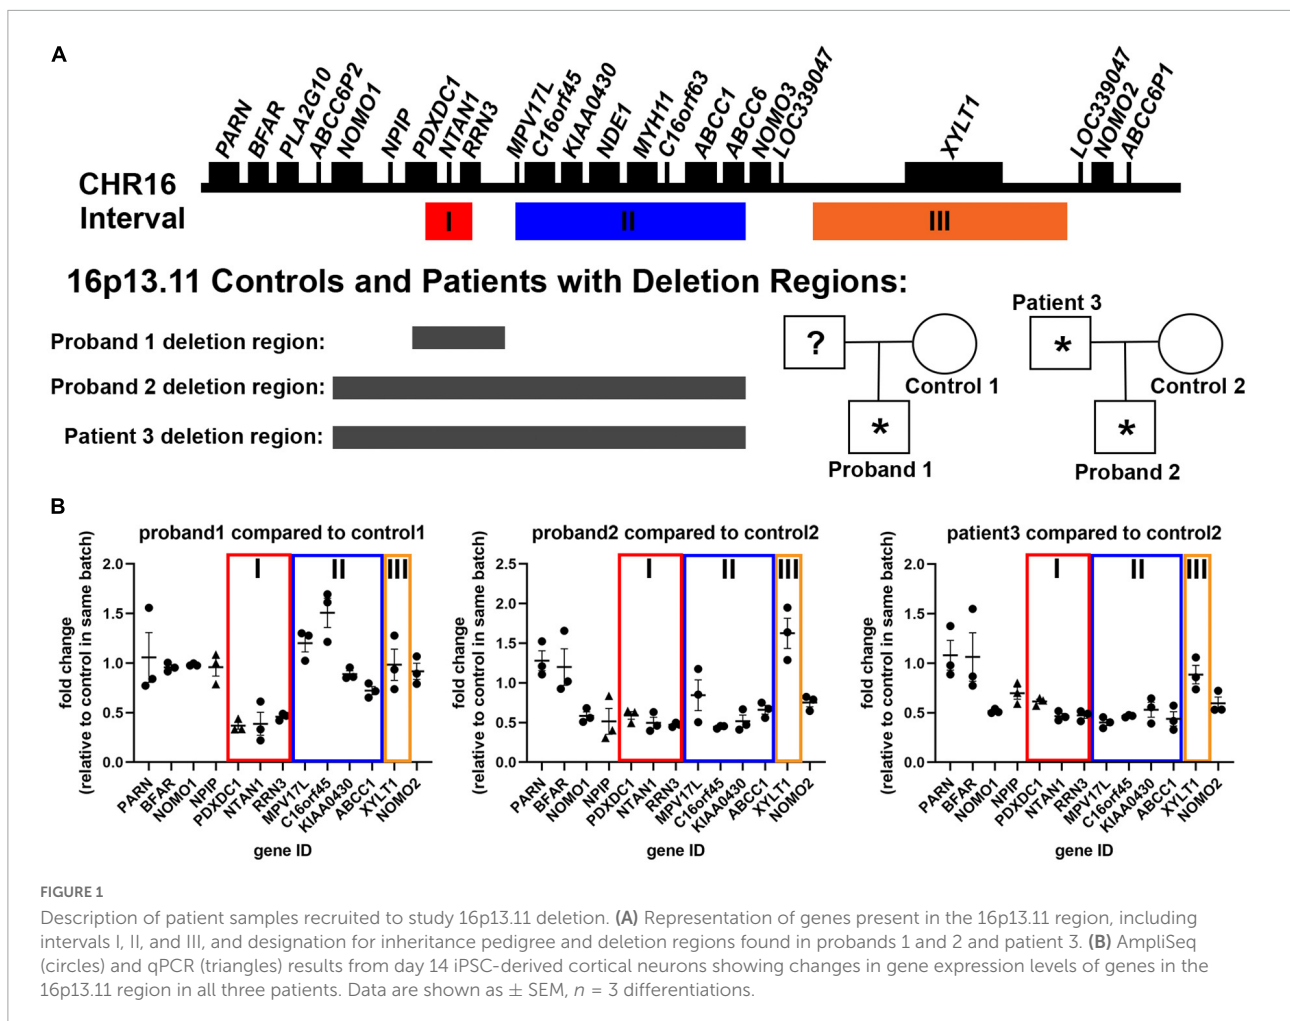 A
PARN
BFAR
PLA2G10
ABCC6P2
NOMO1
NPIP
PDXDC1
NTAN1
RRN3
MPV17L
C16orf45
KIAA0430
NDE1
MYH11
C16orf63
ABCC1
ABCC6
NOMO3
LOC339047
XYLT1
LOC339047
NOMO2
ABCC6P1
CHR16
Interval
I
II
III
16p13.11 Controls and Patients with Deletion Regions:
Proband 1 deletion region:
Proband 2 deletion region:
Patient 3 deletion region:
?
Control 1
*
Proband 1
Patient 3
*
Control 2
*
Proband 2
B
proband1 compared to control1
fold change
(relative to control in same batch)
2.0
1.5
1.0
0.5
0.0
I
II
III
PARN
BFAR
NOMO1
NPIP
PDXDC1
NTAN1
RRN3
MPV17L
C16orf45
KIAA0430
ABCC1
XYLT1
NOMO2
gene ID
proband2 compared to control2
fold change
(relative to control in same batch)
2.5
2.0
1.5
1.0
0.5
0.0
I
II
III
PARN
BFAR
NOMO1
NPIP
PDXDC1
NTAN1
RRN3
MPV17L
C16orf45
KIAA0430
ABCC1
XYLT1
NOMO2
gene ID
patient3 compared to control2
fold change
(relative to control in same batch)
2.0
1.5
1.0
0.5
0.0
I
II
III
PARN
BFAR
NOMO1
NPIP
PDXDC1
NTAN1
RRN3
MPV17L
C16orf45
KIAA0430
ABCC1
XYLT1
NOMO2
gene ID
FIGURE 1
Description of patient samples recruited to study 16p13.11 deletion. (A) Representation of genes present in the 16p13.11 region, including
intervals I, II, and III, and designation for inheritance pedigree and deletion regions found in probands 1 and 2 and patient 3. (B) AmpliSeq
(circles) and qPCR (triangles) results from day 14 iPSC-derived cortical neurons showing changes in gene expression levels of genes in the
16p13.11 region in all three patients. Data are shown as ± SEM, n = 3 differentiations.